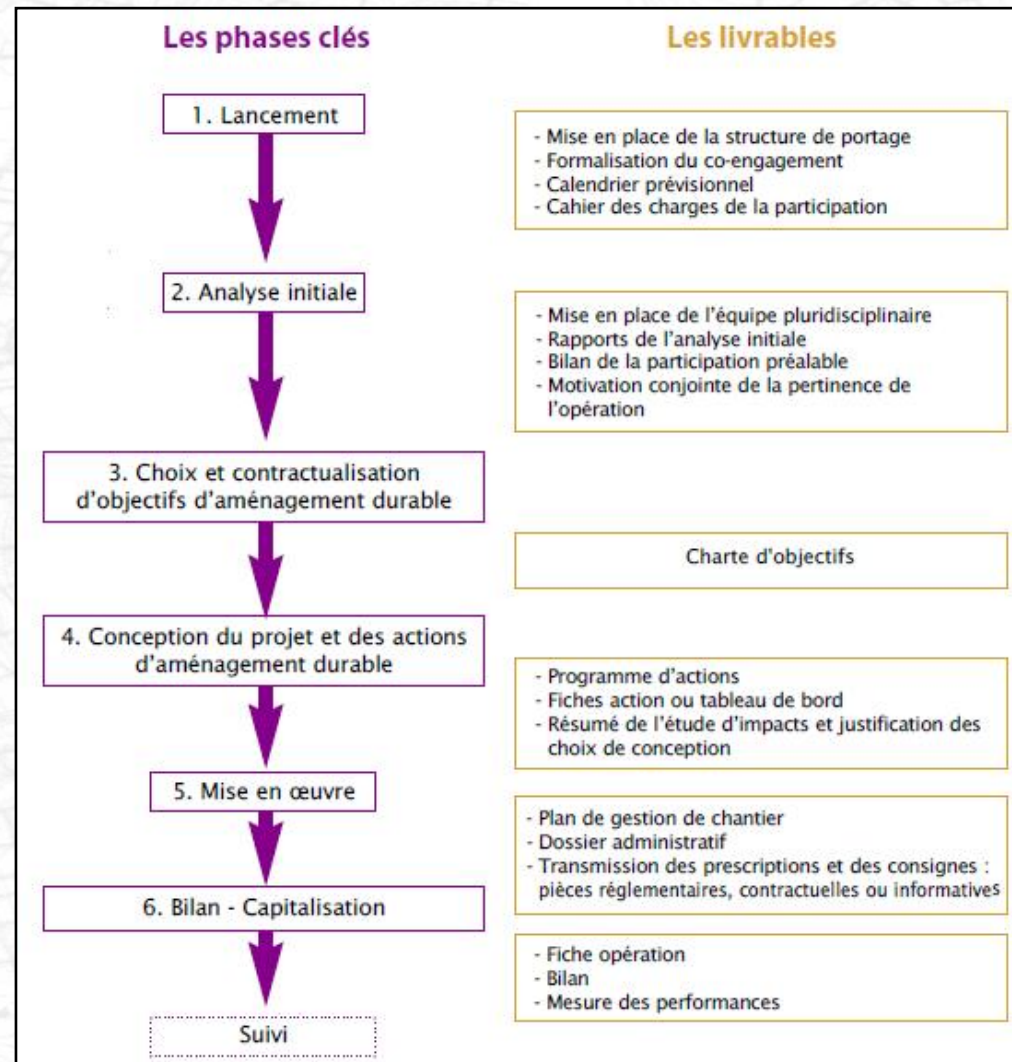 Les phases clés
Les livrables
1. Lancement
- Mise en place de la structure de portage
- Formalisation du co-engagement
- Calendrier prévisionnel
- Cahier des charges de la participation
2. Analyse initiale
- Mise en place de l'équipe pluridisciplinaire
- Rapports de l'analyse initiale
- Bilan de la participation préalable
- Motivation conjointe de la pertinence de
l'opération
3. Choix et contractualisation
d'objectifs d'aménagement durable
Charte d'objectifs
4. Conception du projet et des actions
d'aménagement durable
- Programme d'actions
- Fiches action ou tableau de bord
- Résumé de l'étude d'impacts et justification des
choix de conception
5. Mise en œuvre
- Plan de gestion de chantier
- Dossier administratif
- Transmission des prescriptions et des consignes :
pièces réglementaires, contractuelles ou informatives
6. Bilan - Capitalisation
- Fiche opération
- Bilan
- Mesure des performances
Suivi